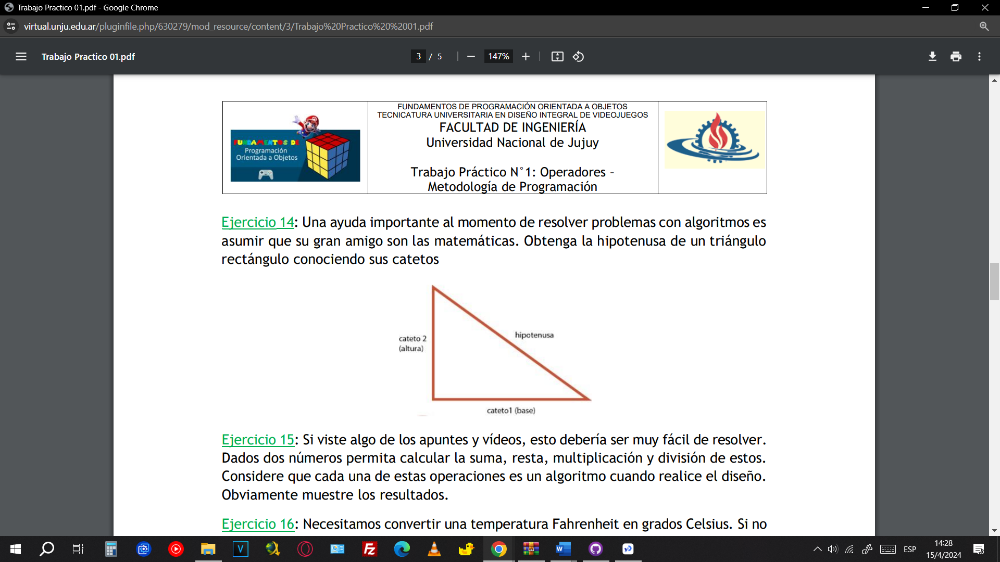 Trabajo Practico 01.pdf - Google Chrome
virtual.unju.edu.ar/pluginfile.php/630279/mod_resource/content/3/Trabajo%20Practico%20%2001.pdf
Trabajo Practico 01.pdf
3 / 5
147%
FUNDAMENTOS DE
Programación
Orientada a Objetos
FUNDAMENTOS DE PROGRAMACIÓN ORIENTADA A OBJETOS
TECNICATURA UNIVERSITARIA EN DISEÑO INTEGRAL DE VIDEOJUEGOS
FACULTAD DE INGENIERÍA
Universidad Nacional de Jujuy
Trabajo Práctico N°1: Operadores –
Metodología de Programación
Ejercicio 14: Una ayuda importante al momento de resolver problemas con algoritmos es
asumir que su gran amigo son las matemáticas. Obtenga la hipotenusa de un triángulo
rectángulo conociendo sus catetos
hipotenusa
cateto 2
(altura)
cateto1 (base)
Ejercicio 15: Si viste algo de los apuntes y vídeos, esto debería ser muy fácil de resolver.
Dados dos números permita calcular la suma, resta, multiplicación y división de estos.
Considere que cada una de estas operaciones es un algoritmo cuando realice el diseño.
Obviamente muestre los resultados.
Ejercicio 16: Necesitamos convertir una temperatura Fahrenheit en grados Celsius. Si no
ESP
14:28
15/4/2024